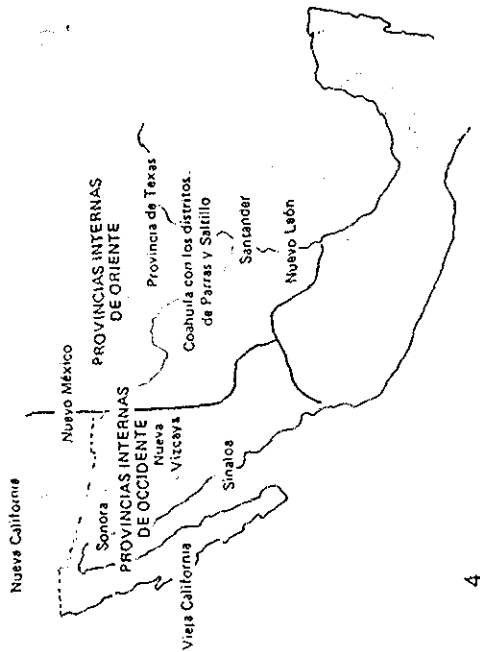 Nueva California
Nuevo México
PROVINCIAS INTERNAS
DE ORIENTE
Sonora
PROVINCIAS INTERNAS
DE OCCIDENTE
Nueva
Vizcaya
Provincia de Texas
Coahuila con los distritos
de Parras y Saltillo
Santander
Nuevo León
Sinaloa
Vieja California
4